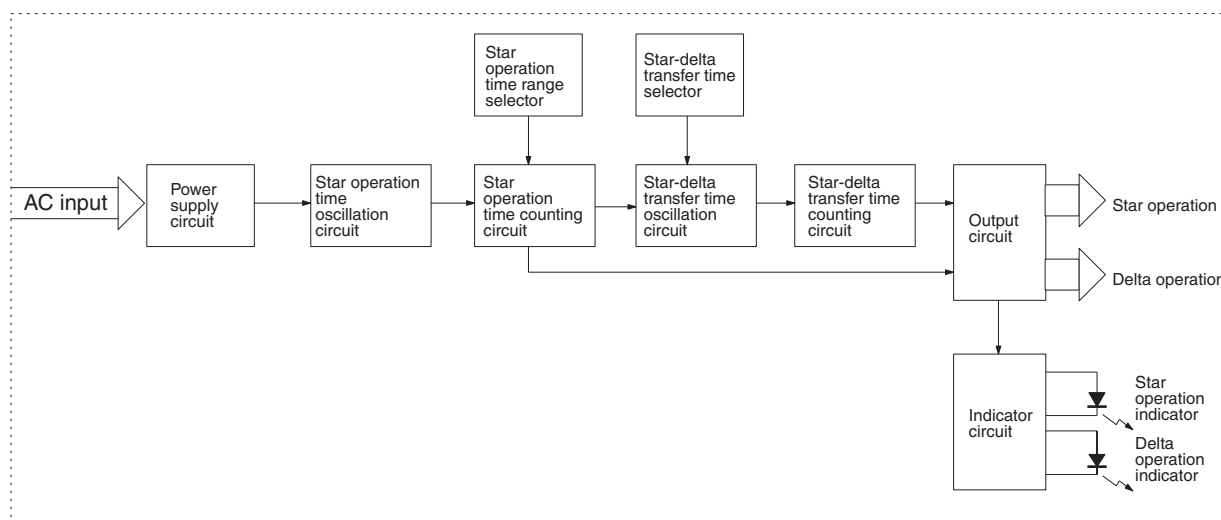 Star
operation
time range
selector
Star-delta
transfer time
selector
AC input
Power
supply
circuit
Star operation
time
oscillation
circuit
Star
operation
time counting
circuit
Star-delta
transfer time
oscillation circuit
Star-delta
transfer time
counting
circuit
Output
circuit
Star operation
Delta operation
Indicator
circuit
Star
operation
indicator
Delta
operation
indicator